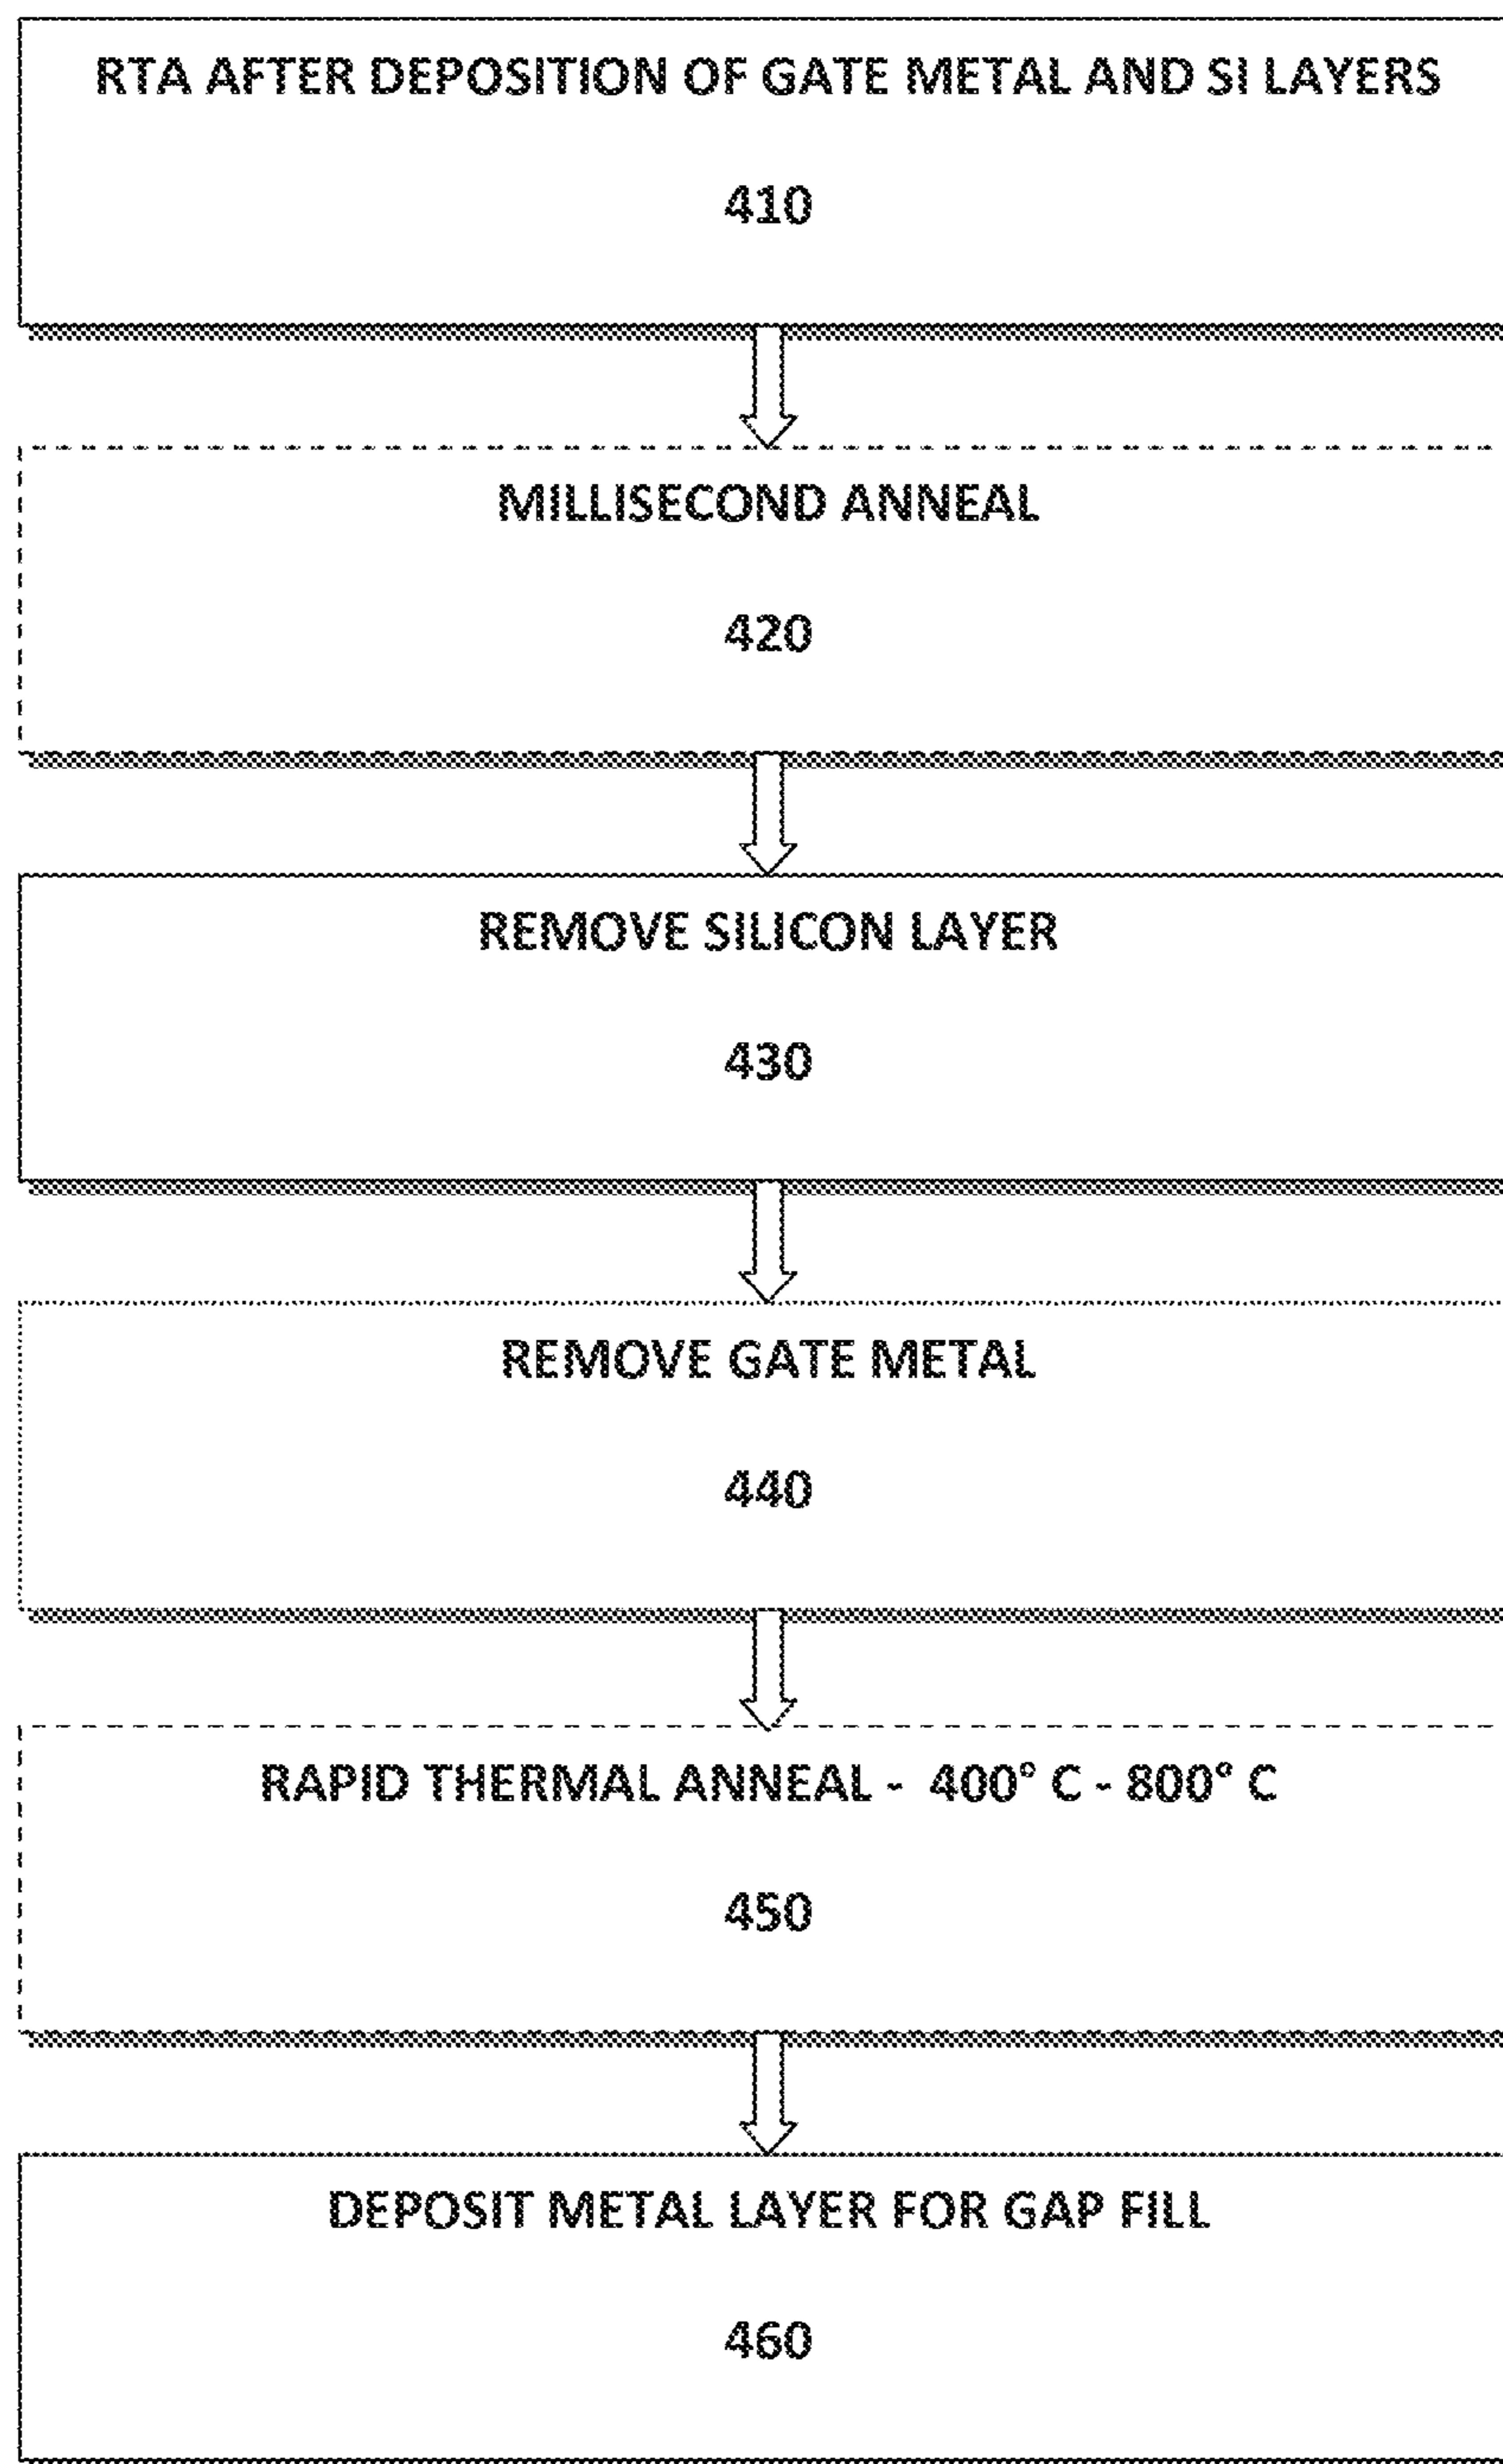 RTA AFTER DEPOSITION OF GATE METAL AND SI LAYERS
410
MILLISECOND ANNEAL
420
REMOVE SILICON LAYER
430
REMOVE GATE METAL
440
RAPID THERMAL ANNEAL - 400° C - 800° C
450
DEPOSIT METAL LAYER FOR GAP FILL
460